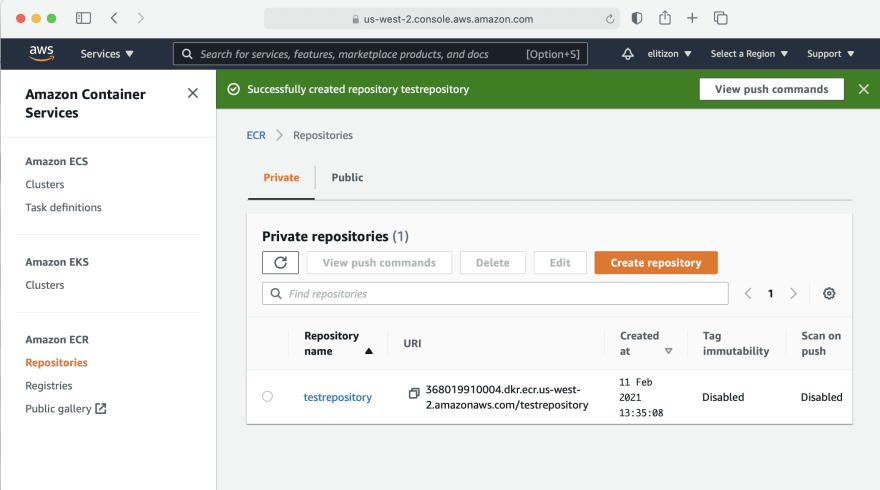 us-west-2.console.aws.amazon.com
aws
Services
Search for services, features, marketplace products, and docs
[Option+S]
elitizon
Select a Region
Support
Amazon Container
Services
Successfully created repository testrepository
View push commands
ECR
Repositories
Amazon ECS
Clusters
Task definitions
Private
Public
Amazon EKS
Clusters
Private repositories (1)
View push commands
Delete
Edit
Create repository
Find repositories
1
Amazon ECR
Repositories
Registries
Public gallery
Repository
name
URI
Created
at
Tag
immutability
Scan on
push
testrepository
368019910004.dkr.ecr.us-west-
2.amazonaws.com/testrepository
11 Feb
2021
13:35:08
Disabled
Disabled